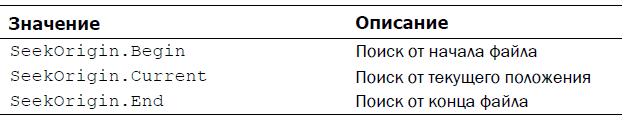 Значение Описание
SeekOrigin.Begin Поиск от начала файла
SeekOrigin.Current Поиск от текущего положения
SeekOrigin.End Поиск от конца файла